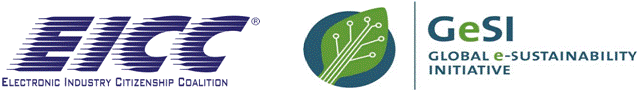 EICC®
ELECTRONIC INDUSTRY CITIZENSHIP COALITION
GeSI
GLOBAL e-SUSTAINABILITY
INITIATIVE